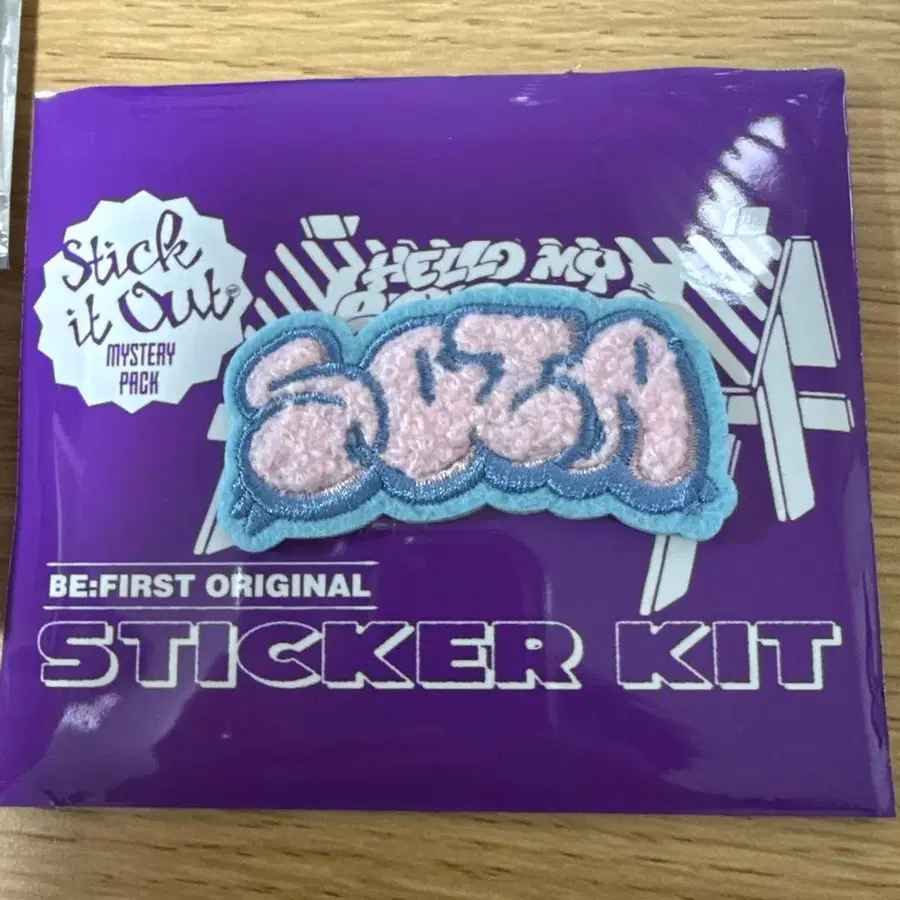 Stick
it Out
MYSTERY
PACK
HELLO MY
SOTA
BE:FIRST ORIGINAL
STICKER KIT